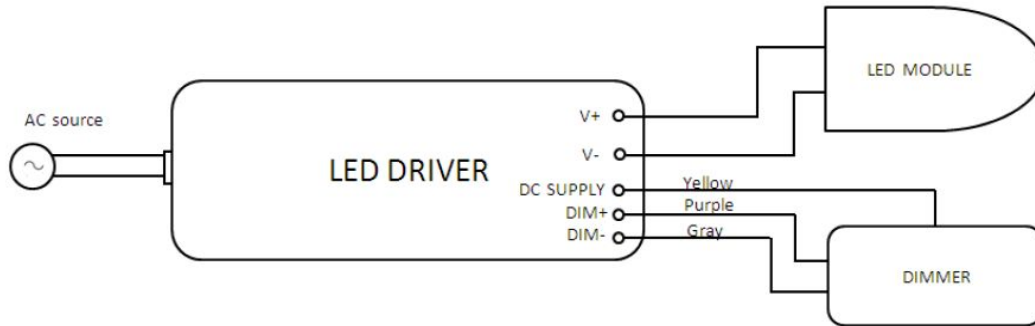 LED MODULE
AC source
V+
LED DRIVER
V-
DC SUPPLY
Yellow
DIM+
Purple
DIM-
Gray
DIMMER